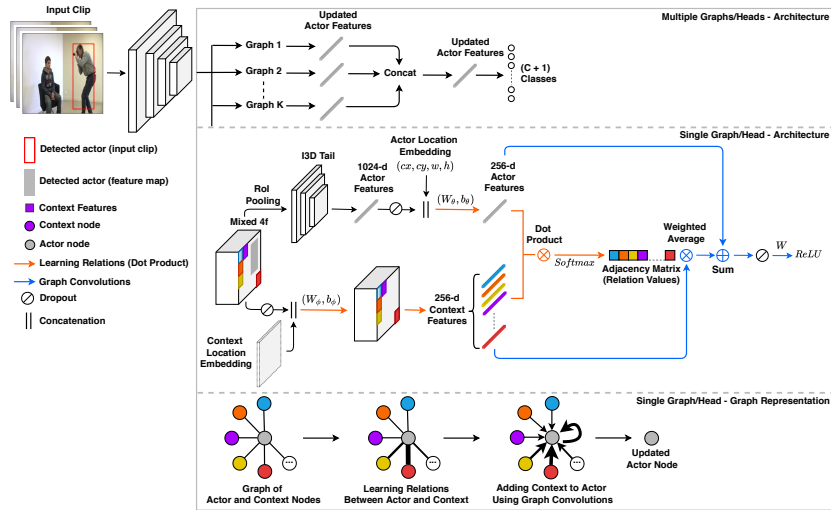 Input Clip
Multiple Graphs/Heads - Architecture
Updated
Actor Features
Graph 1
Graph 2
Graph K
Concat
Updated
Actor Features
(C + 1)
Classes
Detected actor (input clip)
Detected actor (feature map)
Context Features
Context node
Actor node
Learning Relations (Dot Product)
Graph Convolutions
Dropout
Concatenation
Single Graph/Head - Architecture
Actor Location
Embedding
(cx, cy, w, h)
I3D Tail
1024-d
Actor
Features
256-d
Actor
Features
RoI
Pooling
Mixed 4f
(Wθ, bθ)
Dot
Product
Softmax
Weighted
Average
Adjacency Matrix
(Relation Values)
Sum
W
ReLU
(Wϕ, bϕ)
256-d
Context
Features
Context
Location
Embedding
Single Graph/Head - Graph Representation
...
Graph of
Actor and Context Nodes
...
Learning Relations
Between Actor and Context
...
Adding Context to Actor
Using Graph Convolutions
Updated
Actor Node